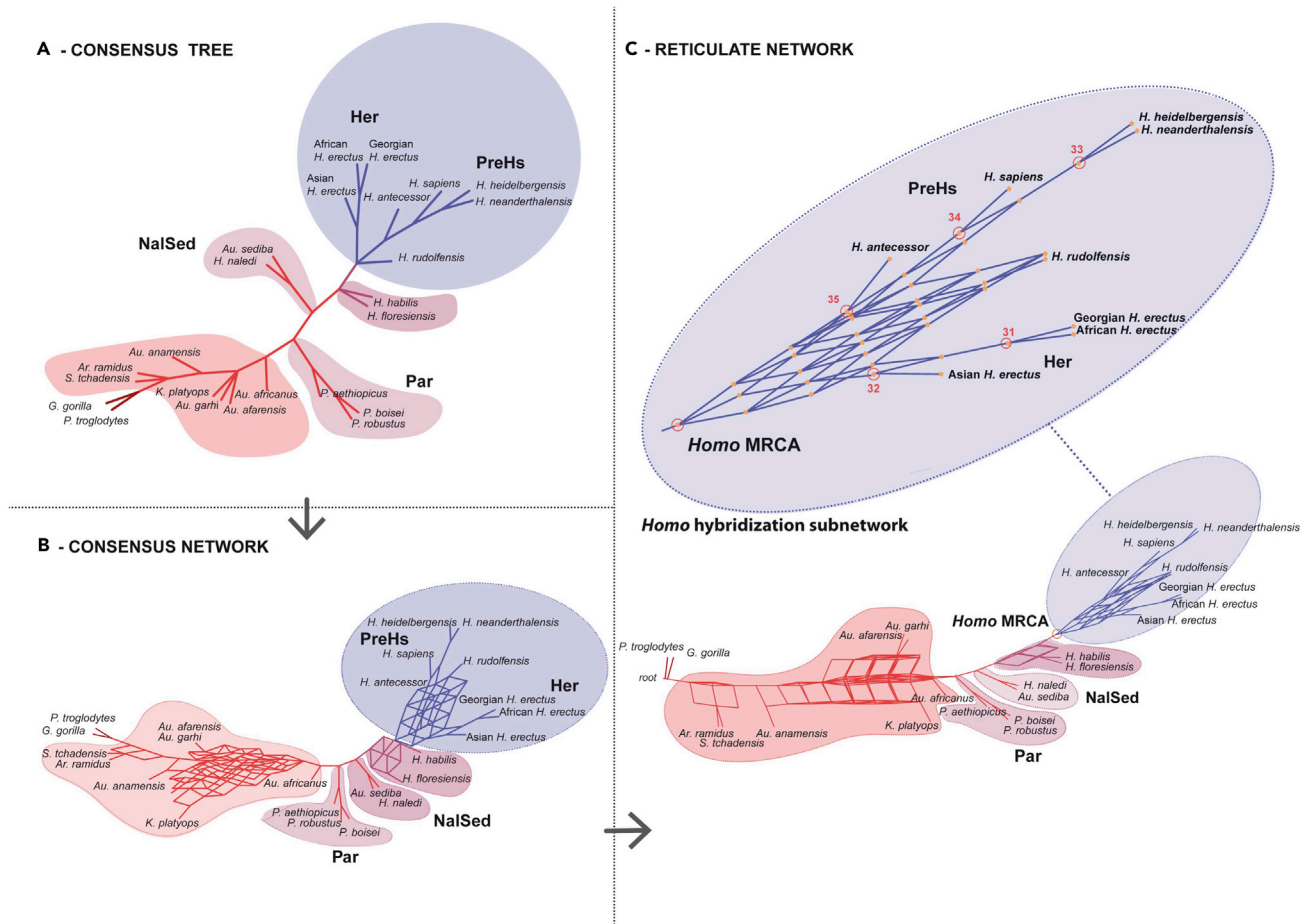 A - CONSENSUS TREE
Her
African
H. erectus
Georgian
H. erectus
PreHs
Asian
H. erectus
H. sapiens
H. antecessor
H. heidelbergensis
H. neanderthalensis
H. rudolfensis
NalSed
Au. sediba
H. naledi
H. habilis
H. floresiensis
Au. anamensis
Ar. ramidus
S. tchadensis
G. gorilla
P. troglodytes
K. platyops
Au. garhi
Au. africanus
Au. afarensis
Par
P. aethiopicus
P. boisei
P. robustus
B - CONSENSUS NETWORK
H. heidelbergensis
H. neanderthalensis
PreHs
H. sapiens
H. rudolfensis
H. antecessor
Her
Georgian H. erectus
African H. erectus
Asian H. erectus
P. troglodytes
G. gorilla
Au. afarensis
Au. garhi
S. tchadensis
Ar. ramidus
Au. anamensis
Au. africanus
K. platyops
H. habilis
H. floresiensis
Au. sediba
H. naledi
NalSed
P. aethiopicus
P. robustus
P. boisei
Par
C - RETICULATE NETWORK
H. heidelbergensis
H. neanderthalensis
33
PreHs
H. sapiens
34
H. antecessor
H. rudolfensis
35
Georgian H. erectus
31
African H. erectus
Her
32
Asian H. erectus
Homo MRCA
Homo hybridization subnetwork
H. heidelbergensis
H. neanderthalensis
H. sapiens
H. rudolfensis
H. antecessor
Georgian H. erectus
African H. erectus
Asian H. erectus
Homo MRCA
P. troglodytes
G. gorilla
root
Au. garhi
Au. afarensis
H. habilis
H. floresiensis
NalSed
H. naledi
Au. sediba
Au. africanus
P. aethiopicus
P. boisei
P. robustus
Ar. ramidus
S. tchadensis
Au. anamensis
K. platyops
Par